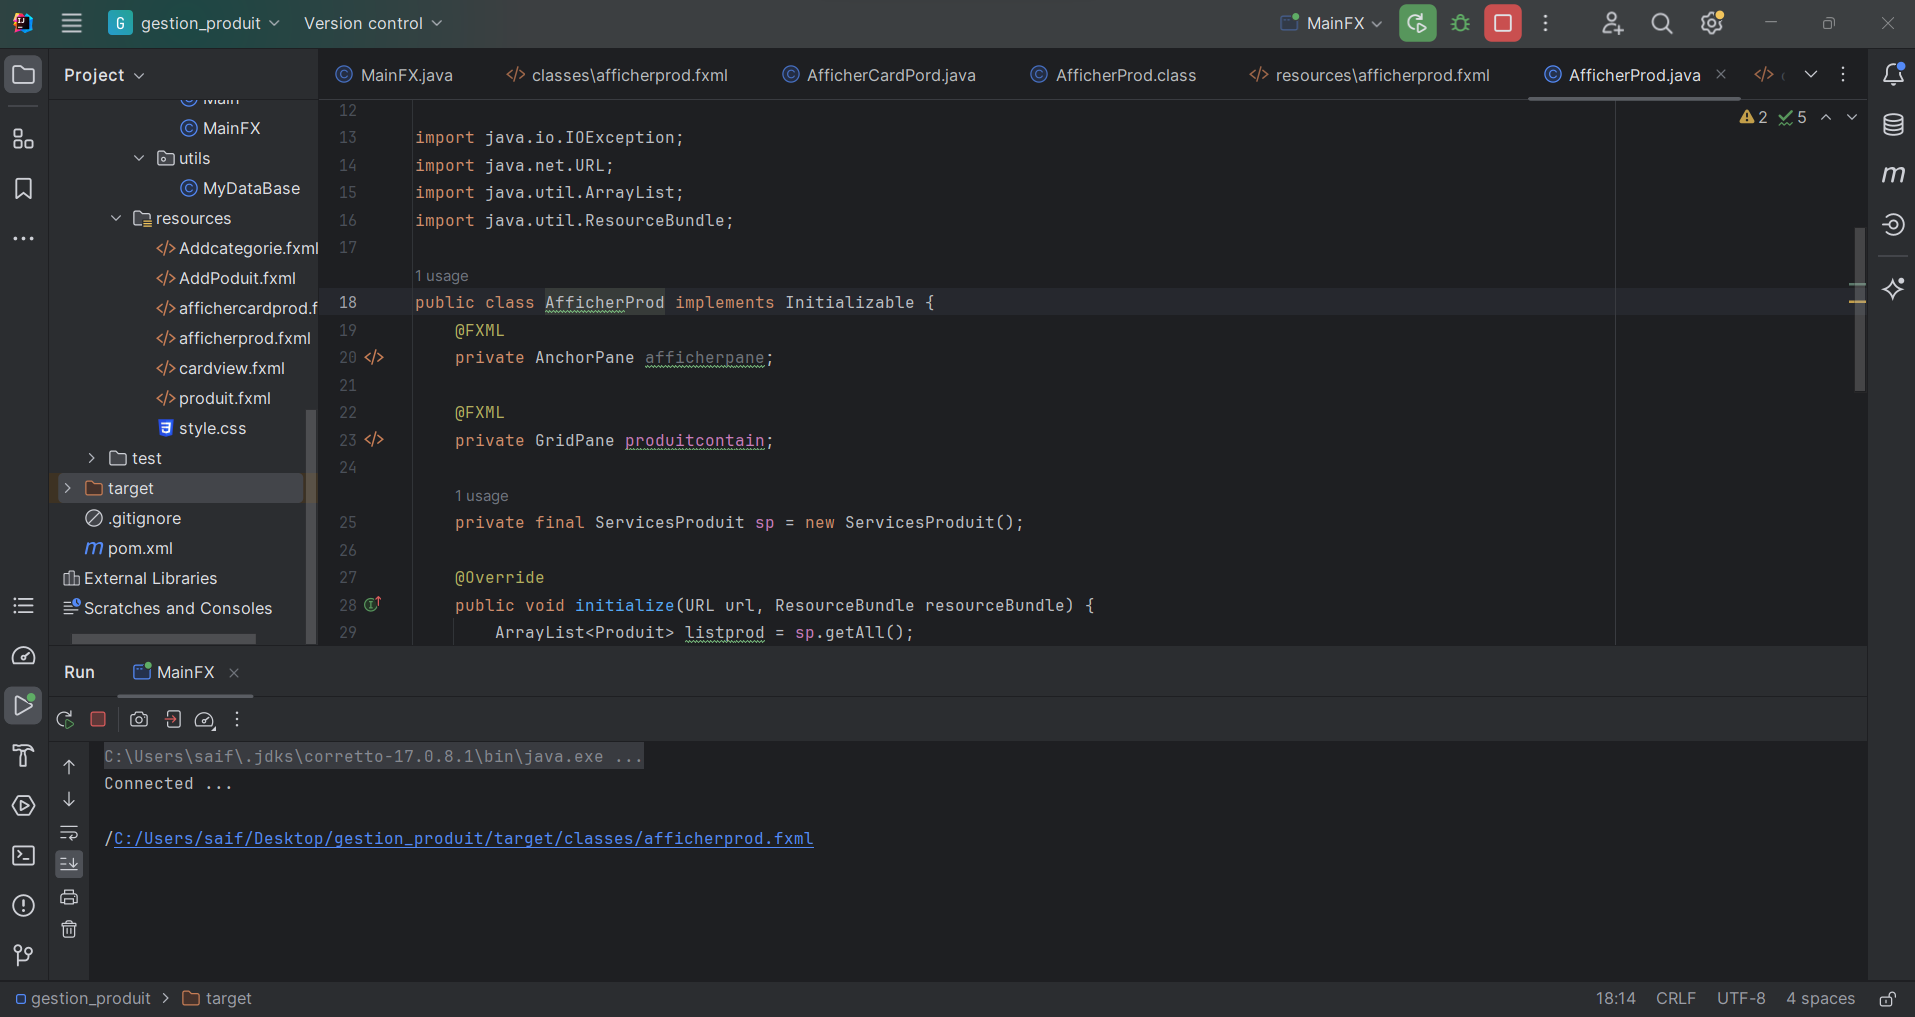 G gestion_produit Version control MainFX
Project
MainFX.java classes\afficherprod.fxml AfficherCardPord.java AfficherProd.class resources\afficherprod.fxml AfficherProd.java
Main
MainFX
utils
MyDataBase
resources
Addcategorie.fxml
AddPoduit.fxml
affichercardprod.f
afficherprod.fxml
cardview.fxml
produit.fxml
style.css
test
target
.gitignore
pom.xml
External Libraries
Scratches and Consoles
2 5
12
13 import java.io.IOException;
14 import java.net.URL;
15 import java.util.ArrayList;
16 import java.util.ResourceBundle;
17
1 usage
18 public class AfficherProd implements Initializable {
19 @FXML
20 private AnchorPane afficherpane;
21
22 @FXML
23 private GridPane produitcontain;
24
1 usage
25 private final ServicesProduit sp = new ServicesProduit();
26
27 @Override
28 public void initialize(URL url, ResourceBundle resourceBundle) {
29 ArrayList<Produit> listprod = sp.getAll();
Run MainFX
C:\Users\saif\.jdks\corretto-17.0.8.1\bin\java.exe ...
Connected ...
/C:/Users/saif/Desktop/gestion_produit/target/classes/afficherprod.fxml
gestion_produit > target
18:14 CRLF UTF-8 4 spaces